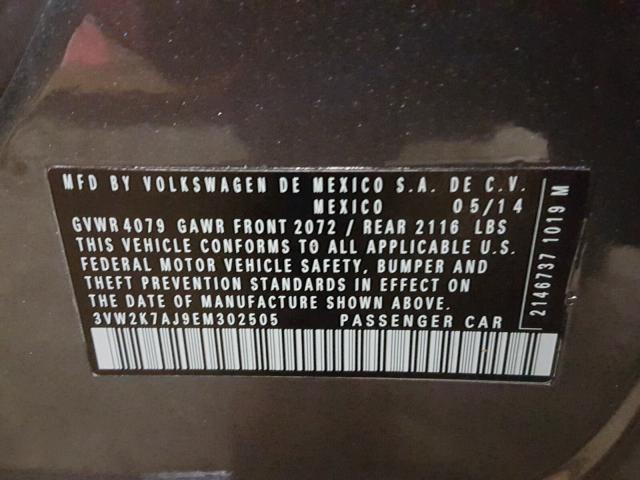 MFD BY VOLKSWAGEN DE MEXICO S.A. DE C.V.
MEXICO 05/14
GVWR 4079 GAWR FRONT 2072 / REAR 2116 LBS
THIS VEHICLE CONFORMS TO ALL APPLICABLE U.S.
FEDERAL MOTOR VEHICLE SAFETY, BUMPER AND
THEFT PREVENTION STANDARDS IN EFFECT ON
THE DATE OF MANUFACTURE SHOWN ABOVE.
3VW2K7AJ9EM302505 PASSENGER CAR
2146737 1019 M